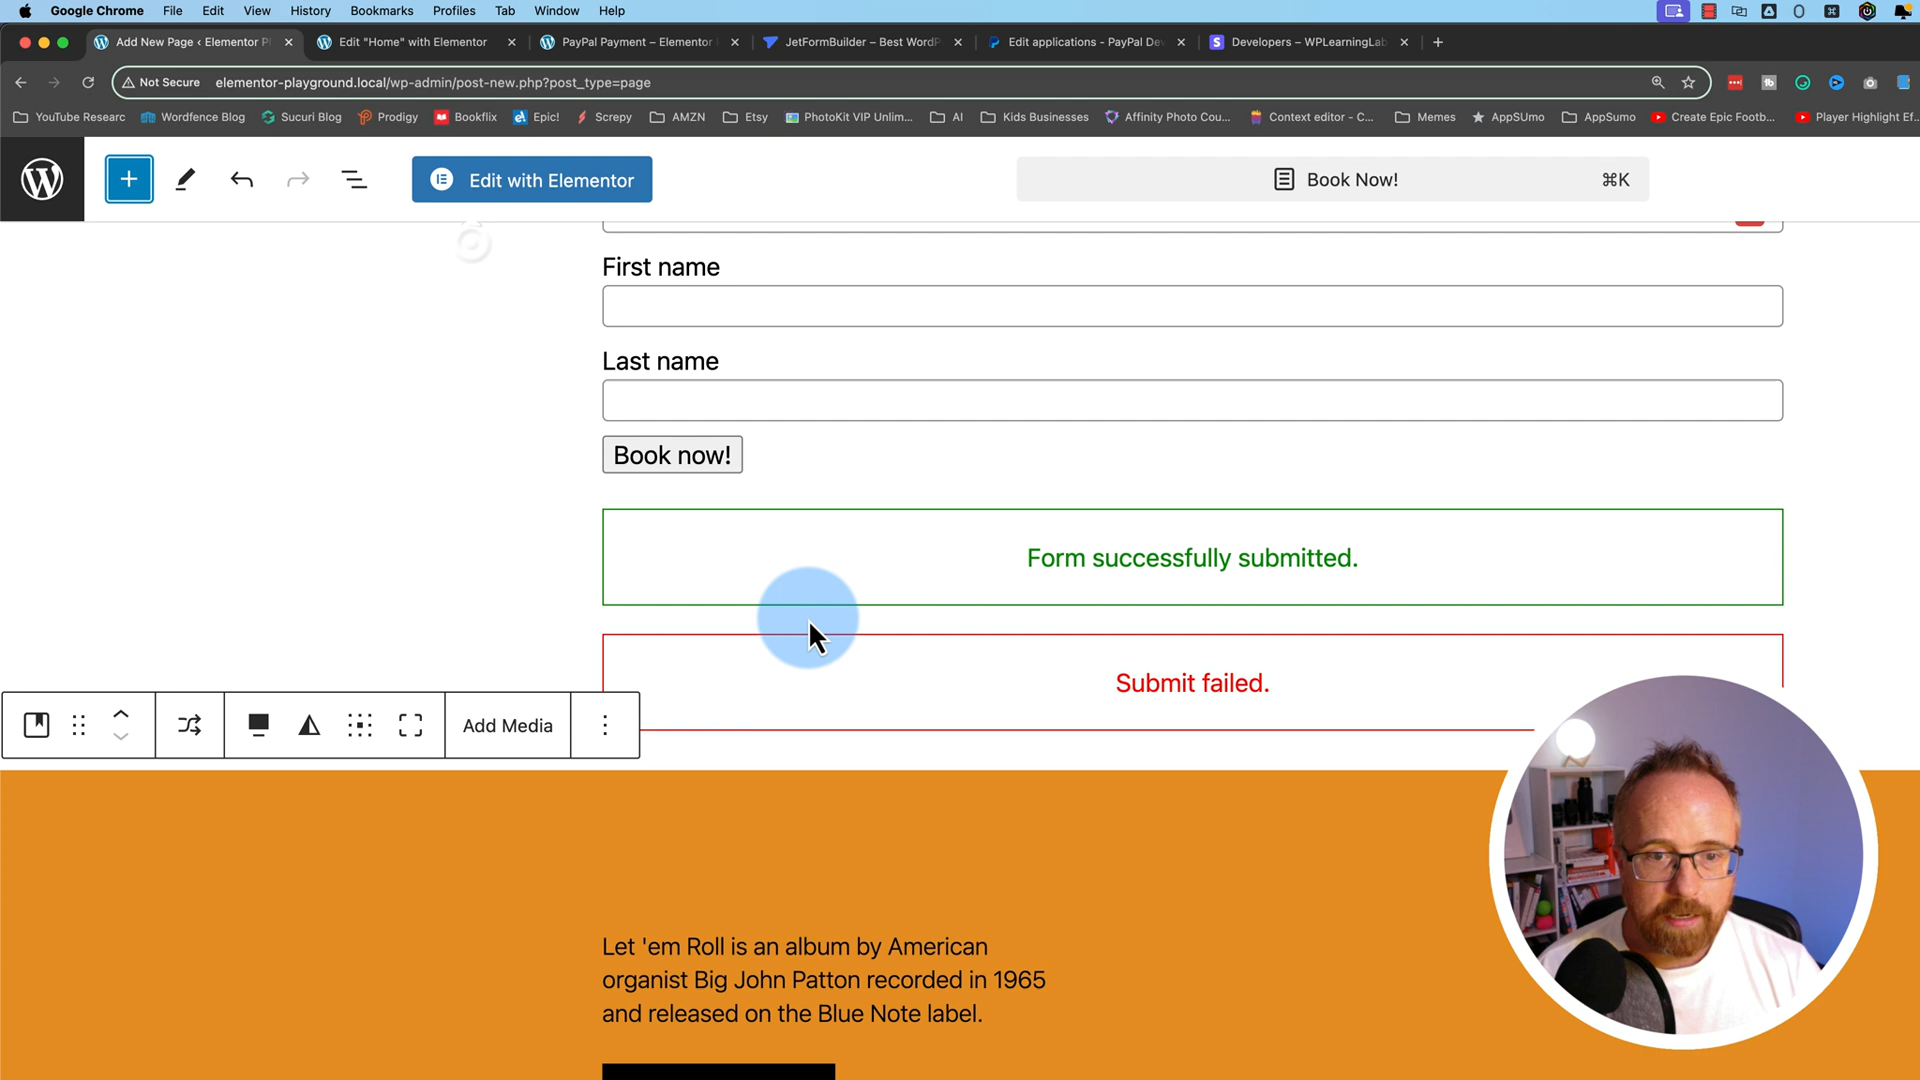 Google Chrome File Edit View History Bookmarks Profiles Tab Window Help
Add New Page ‹ Elementor P Edit "Home" with Elementor PayPal Payment – Elementor JetFormBuilder – Best WordP Edit applications - PayPal De Developers – WPLearningLab
Not Secure elementor-playground.local/wp-admin/post-new.php?post_type=page
YouTube Researc Wordfence Blog Sucuri Blog Prodigy Bookflix Epic! Screpy AMZN Etsy PhotoKit VIP Unlim... AI Kids Businesses Affinity Photo Cou... Context editor - C... Memes AppSUmo AppSumo Create Epic Footb... Player Highlight Ef...
Edit with Elementor Book Now! ⌘K
First name
Last name
Book now!
Form successfully submitted.
Submit failed.
Add Media
Let 'em Roll is an album by American
organist Big John Patton recorded in 1965
and released on the Blue Note label.